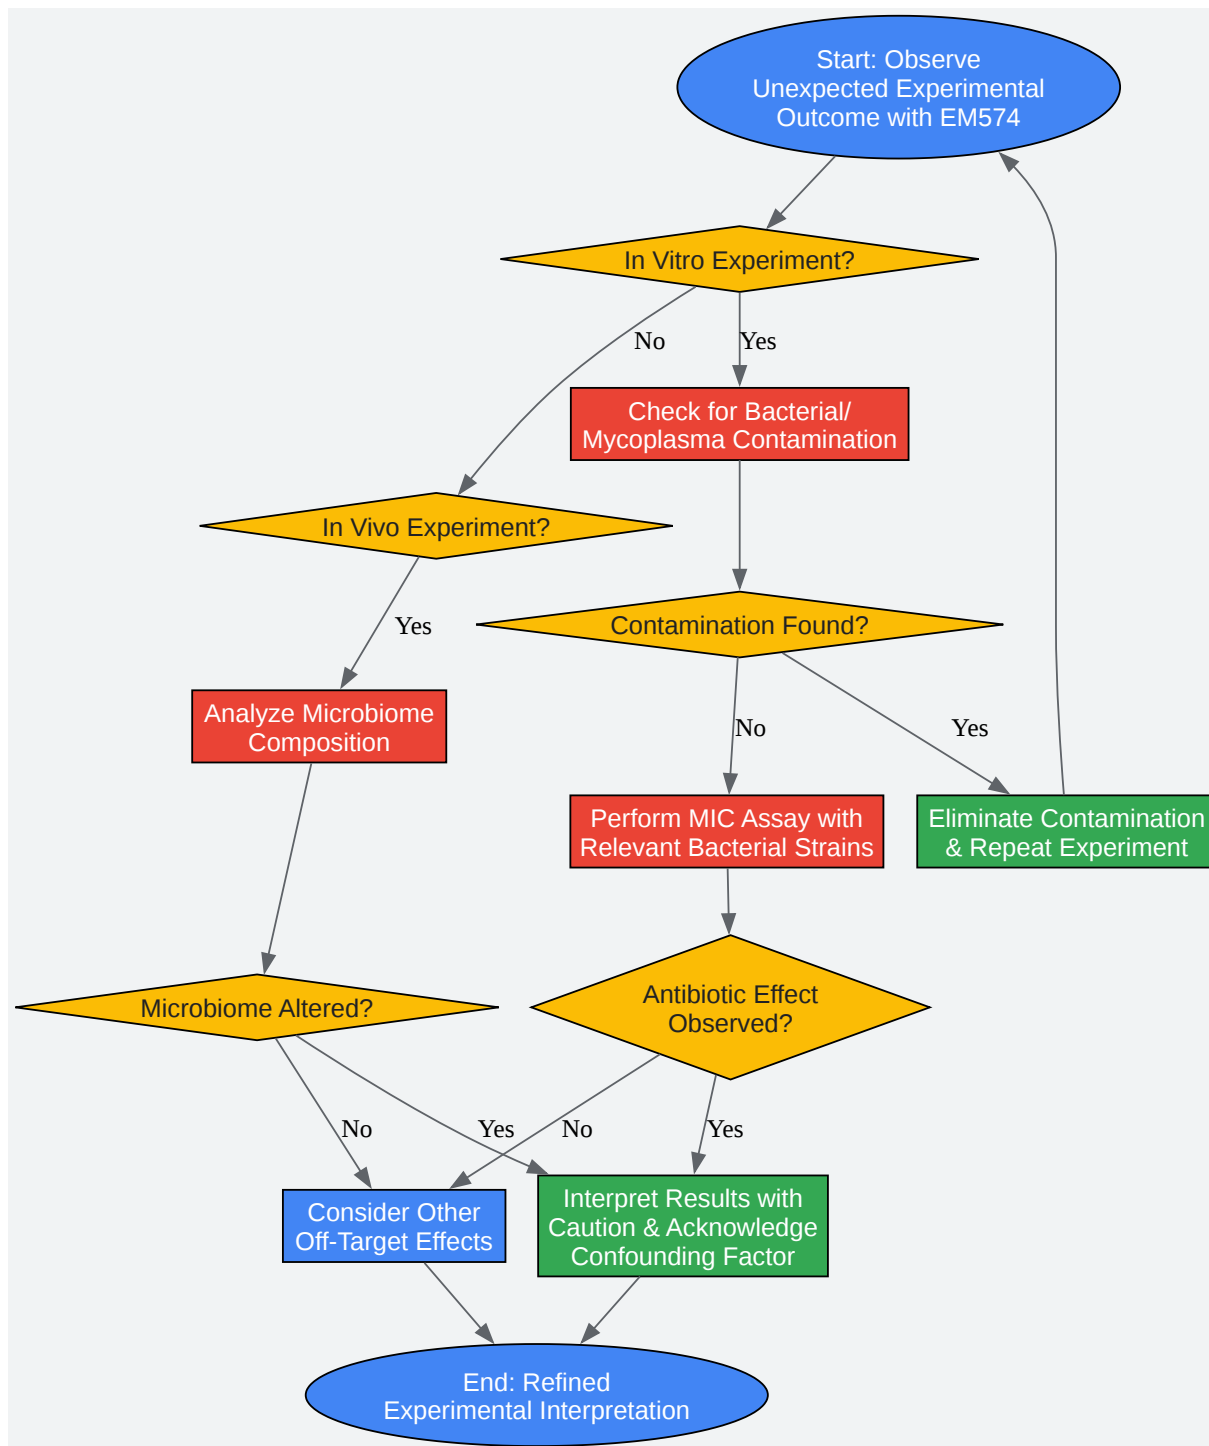 Start: Observe
Unexpected Experimental
Outcome with EM574
In Vitro Experiment?
No
Yes
Check for Bacterial/
Mycoplasma Contamination
In Vivo Experiment?
Yes
Contamination Found?
Analyze Microbiome
Composition
No
Yes
Perform MIC Assay with
Relevant Bacterial Strains
Eliminate Contamination
& Repeat Experiment
Microbiome Altered?
Antibiotic Effect
Observed?
No
Yes
No
Yes
Consider Other
Off-Target Effects
Interpret Results with
Caution & Acknowledge
Confounding Factor
End: Refined
Experimental Interpretation